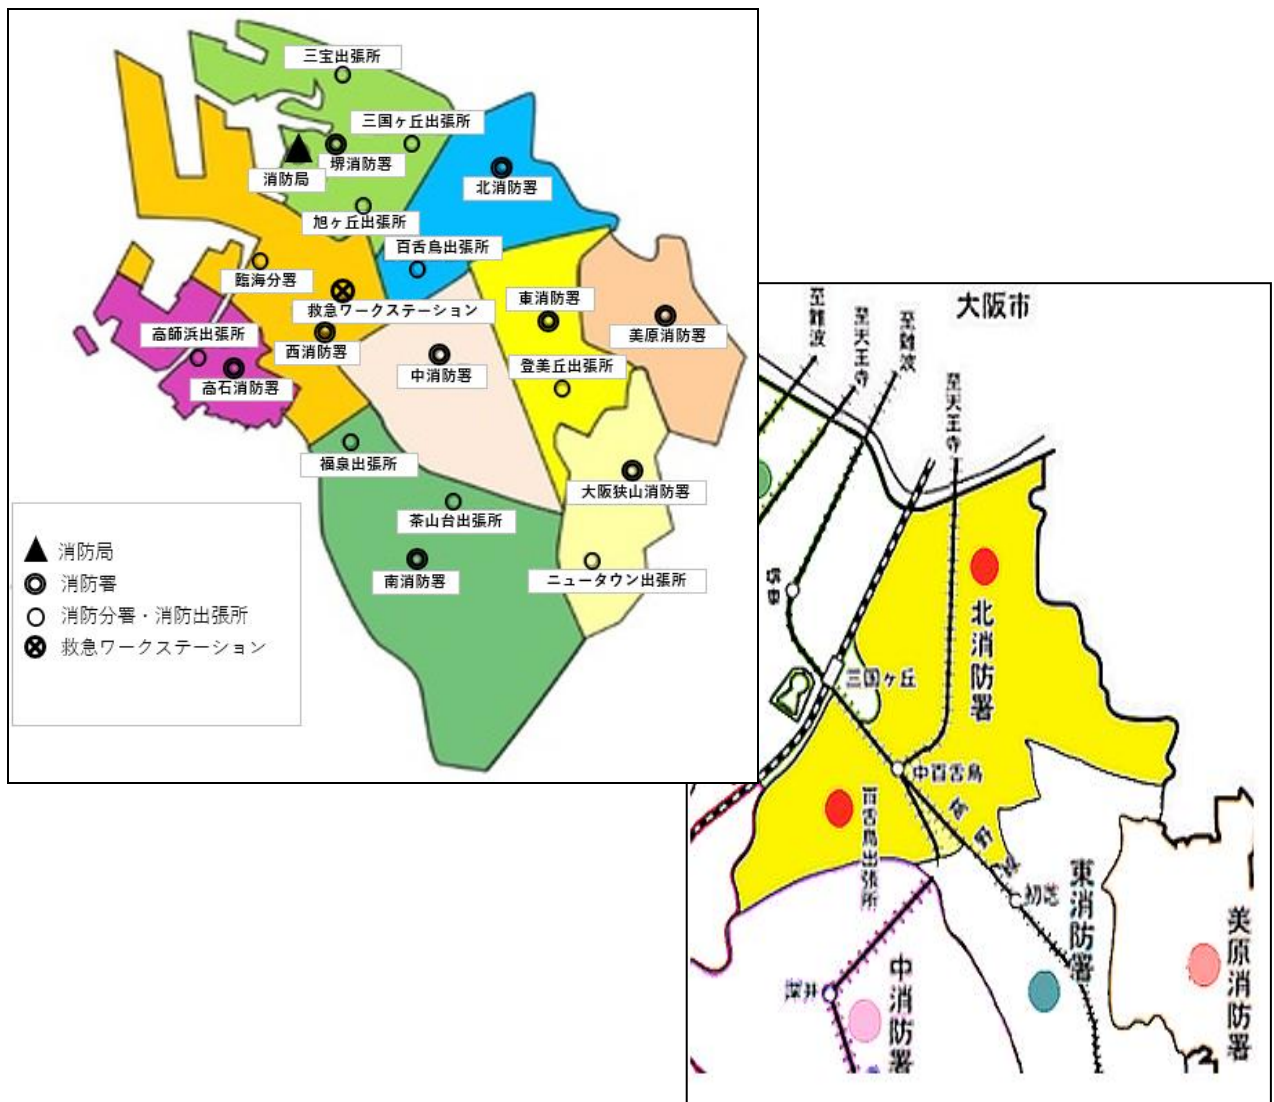 三宝出張所
三国ヶ丘出張所
堺消防署
消防局
北消防署
旭ヶ丘出張所
百舌鳥出張所
臨海分署
救急ワークステーション
東消防署
美原消防署
高師浜出張所
西消防署
登美丘出張所
中消防署
高石消防署
福泉出張所
大阪狭山消防署
茶山台出張所
南消防署
ニュータウン出張所
消防局
消防署
消防分署・消防出張所
救急ワークステーション
大阪市
至難波
至天王寺
至難波
至天王寺
堺東
北消防署
三国ヶ丘
中百舌鳥
百舌鳥出張所
高野線
初芝
東消防署
美原消防署
深井
中消防署